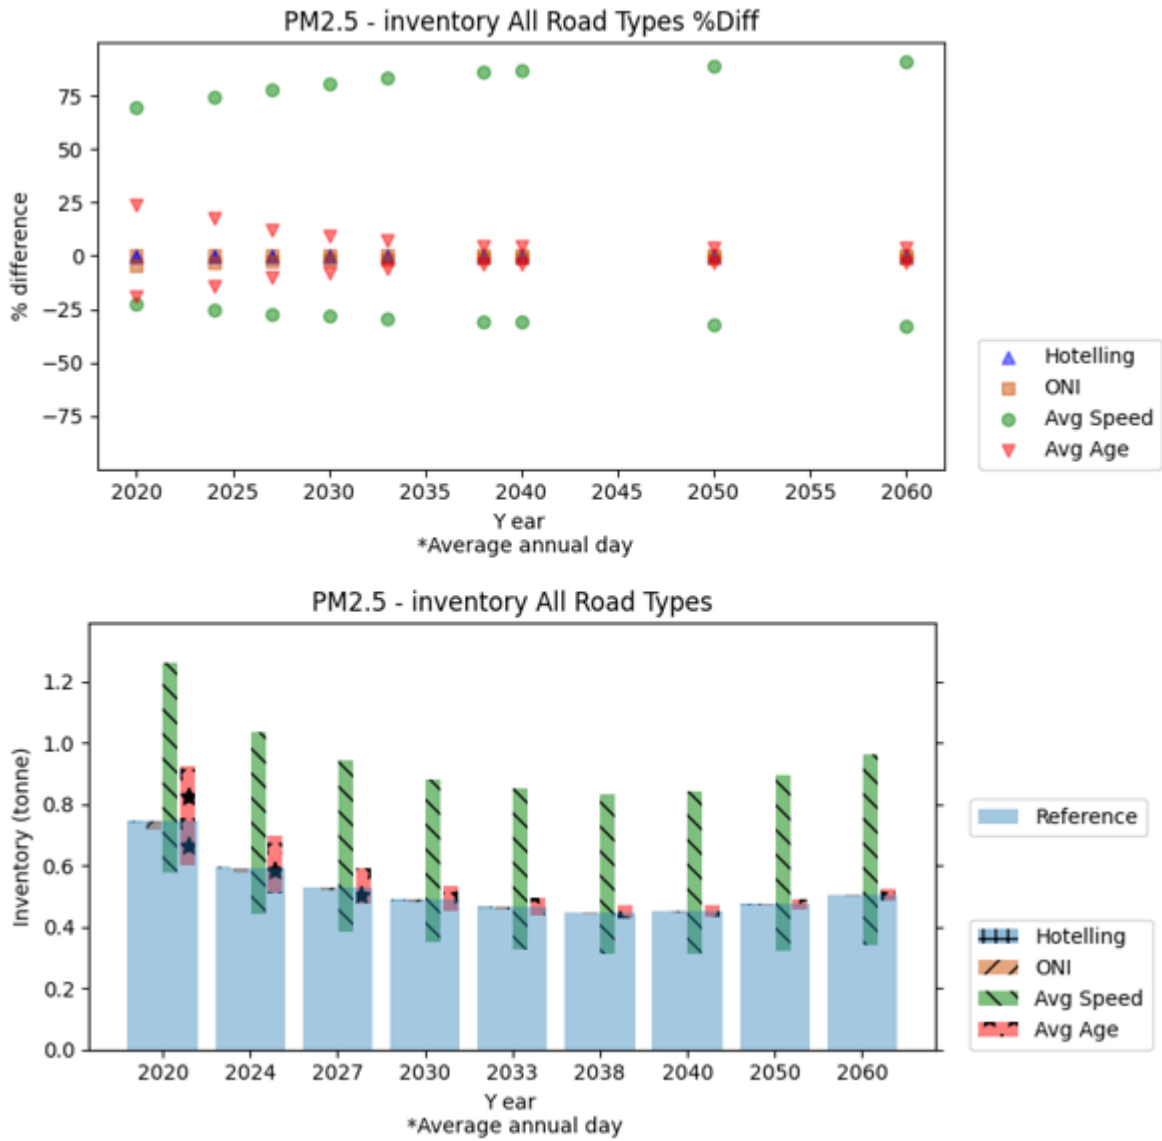 PM2.5 - inventory All Road Types %Diff
% difference
75
50
25
0
−25
−50
−75
2020 2025 2030 2035 2040 2045 2050 2055 2060
Y ear
*Average annual day
Hotelling
ONI
Avg Speed
Avg Age
PM2.5 - inventory All Road Types
Inventory (tonne)
1.2
1.0
0.8
0.6
0.4
0.2
0.0
2020 2024 2027 2030 2033 2038 2040 2050 2060
Y ear
*Average annual day
Reference
Hotelling
ONI
Avg Speed
Avg Age